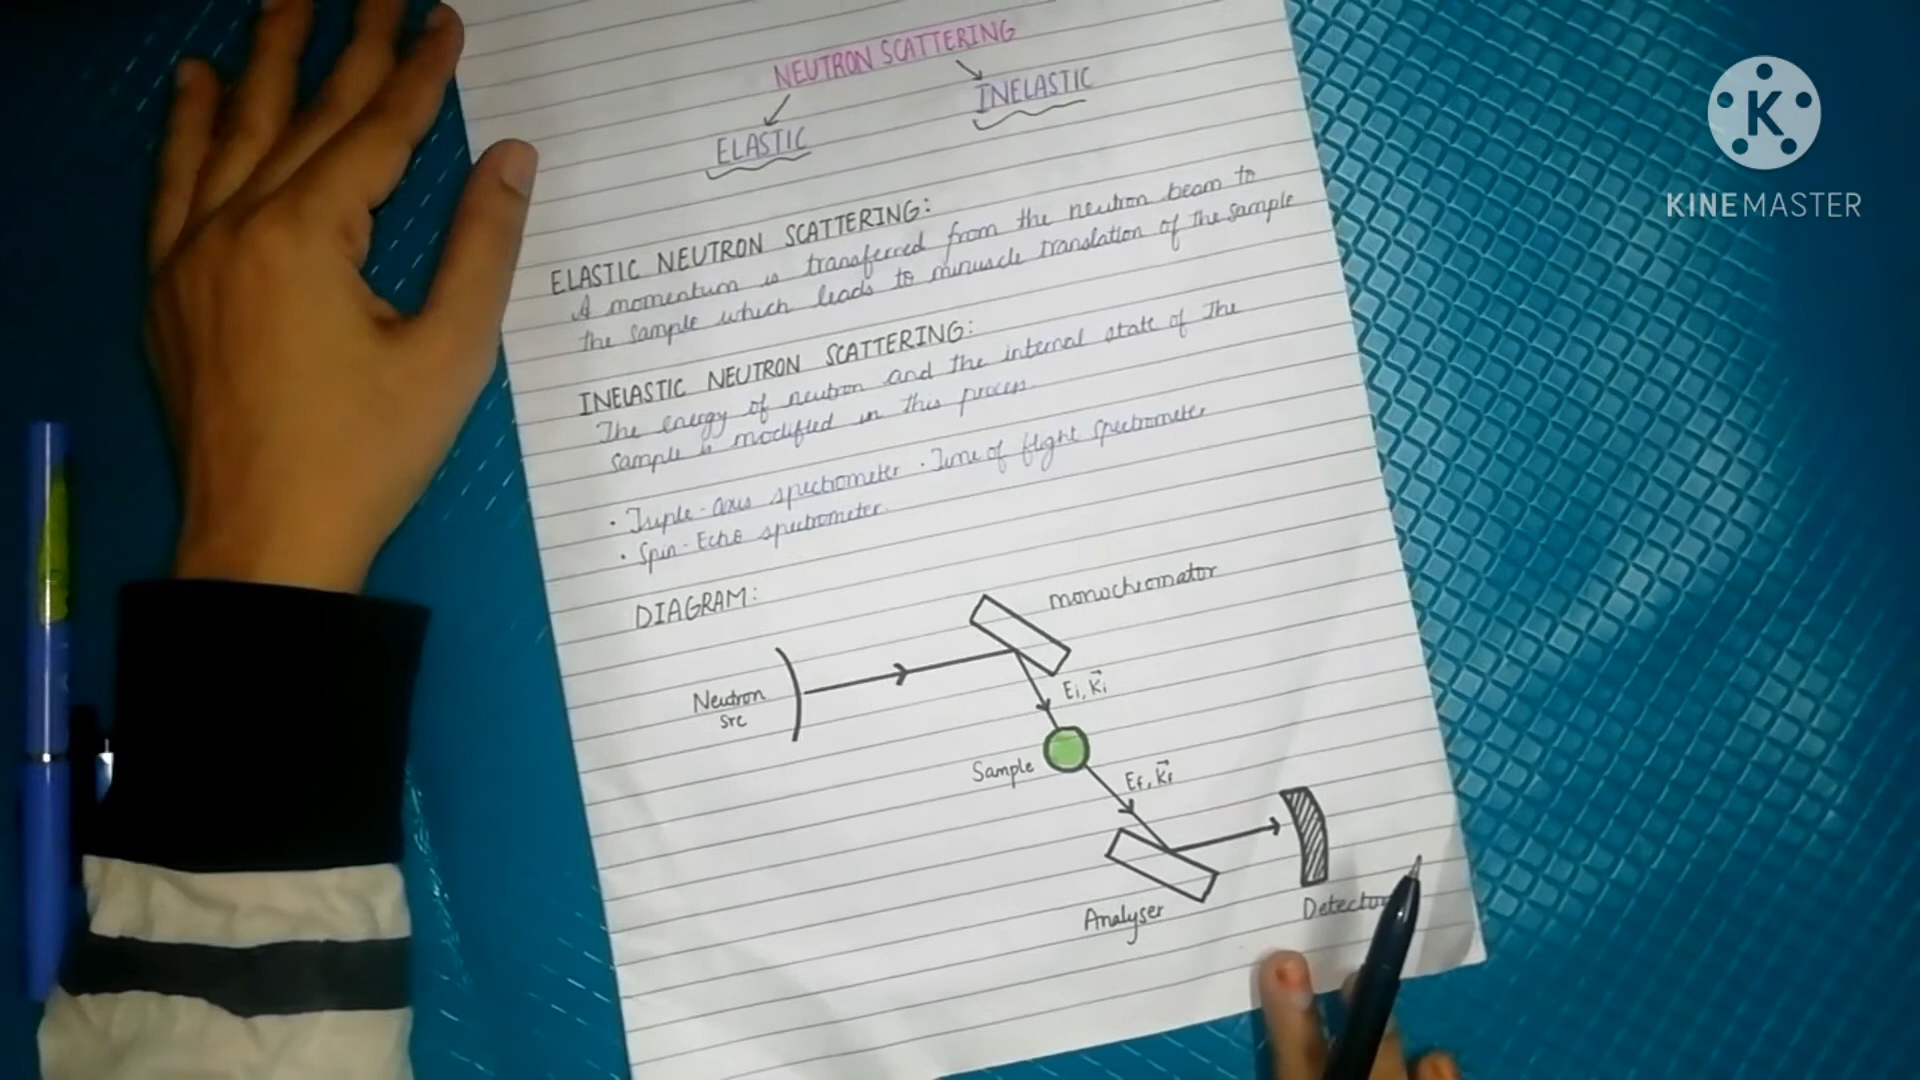 NEUTRON SCATTERING
INELASTIC
ELASTIC
ELASTIC NEUTRON SCATTERING:
A momentum is transferred from the neutron beam to
the sample which leads to minuscle translation of the sample
INELASTIC NEUTRON SCATTERING:
The energy of neutron and the internal state of the
sample is modified in this process.
• Triple-axis spectrometer • Time of flight spectrometer
• Spin-Echo spectrometer.
DIAGRAM:
monochromator
Neutron
src
Ei, K⃗i
Sample
Ef, K⃗f
Analyser
Detector
K
KINEMASTER